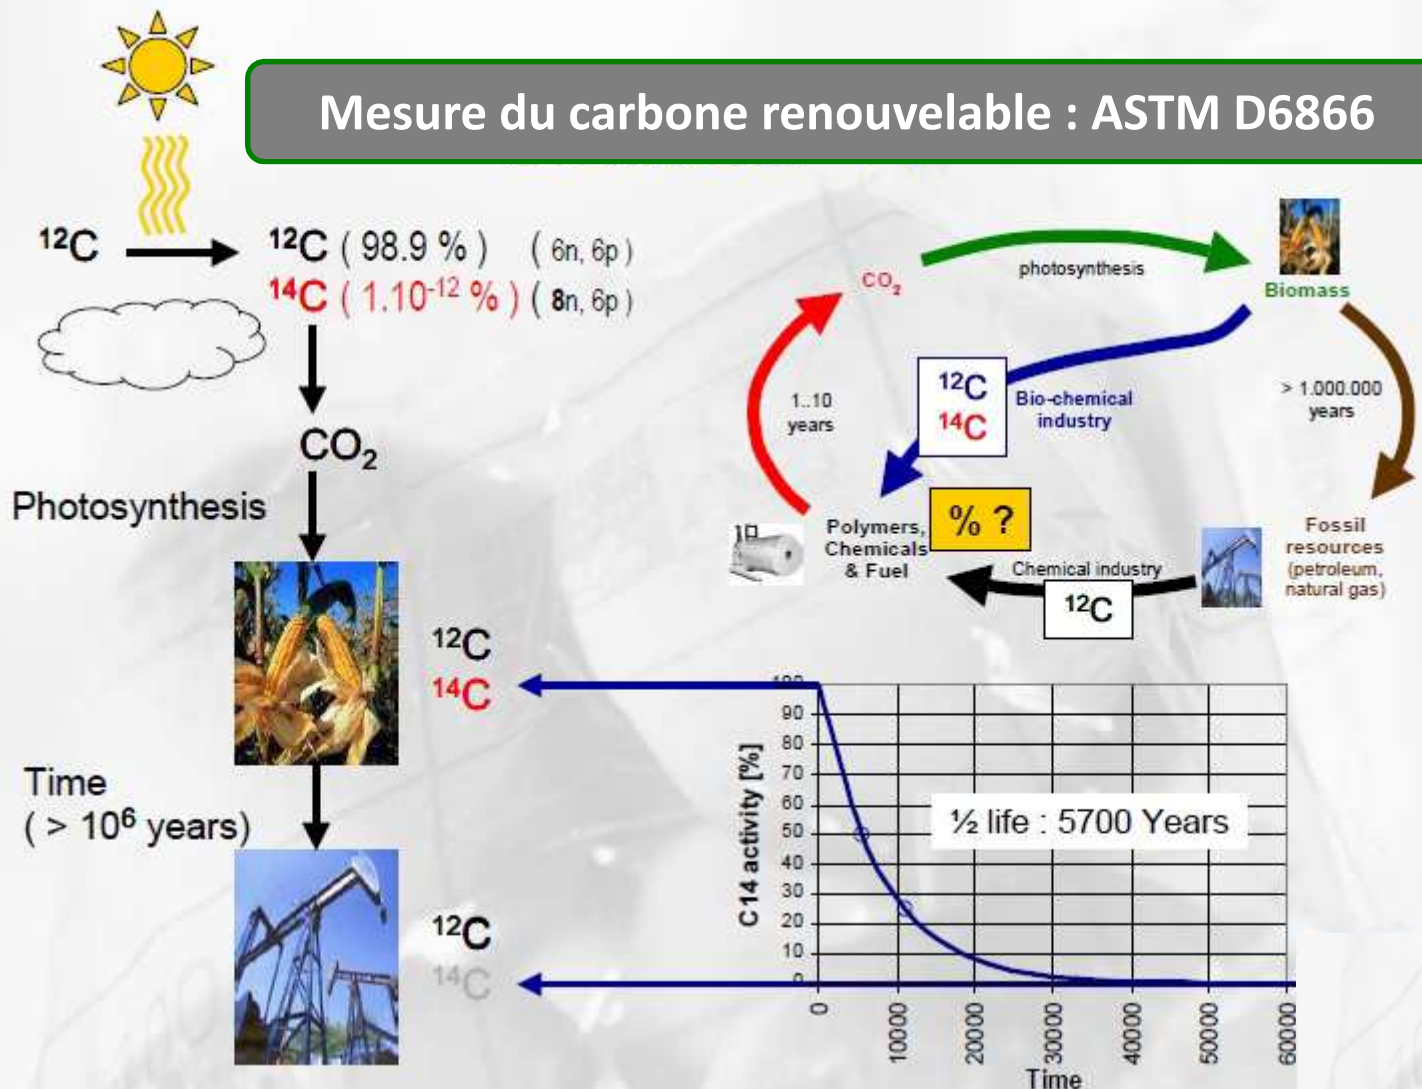 Mesure du carbone renouvelable : ASTM D6866
¹²C
¹²C ( 98.9 % ) ( 6n, 6p )
¹⁴C ( 1.10⁻¹² % ) ( 8n, 6p )
CO₂
Photosynthesis
¹²C
¹⁴C
Time
( > 10⁶ years)
¹²C
¹⁴C
CO₂
photosynthesis
Biomass
1..10
years
¹²C
¹⁴C
Bio-chemical
industry
> 1.000.000
years
% ?
Polymers,
Chemicals
& Fuel
Chemical industry
¹²C
Fossil
resources
(petroleum,
natural gas)
C14 activity [%]
100
90
80
70
60
50
40
30
20
10
0
½ life : 5700 Years
0 10000 20000 30000 40000 50000 60000
Time